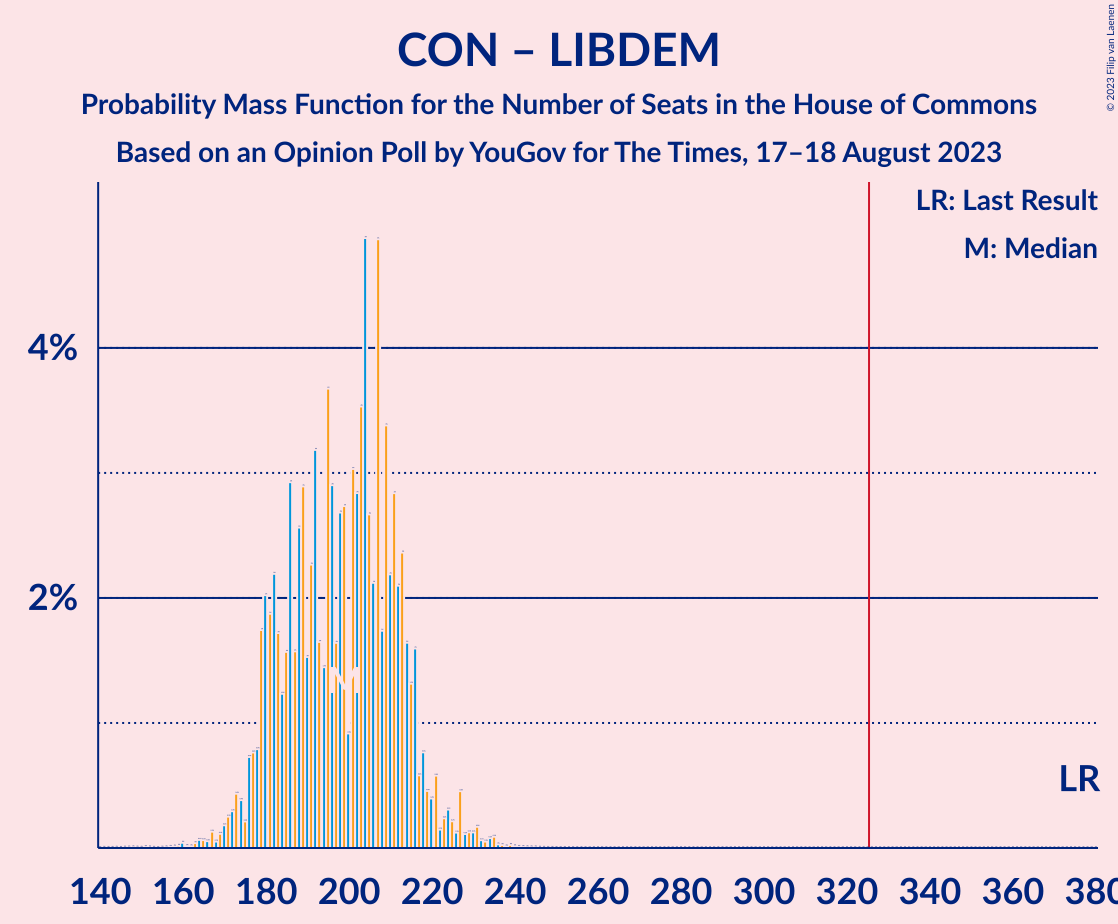 CON – LIBDEM
Probability Mass Function for the Number of Seats in the House of Commons
Based on an Opinion Poll by YouGov for The Times, 17–18 August 2023
© 2023 Filip van Laenen
LR: Last Result
M: Median
4%
2%
M
LR
140 160 180 200 220 240 260 280 300 320 340 360 380